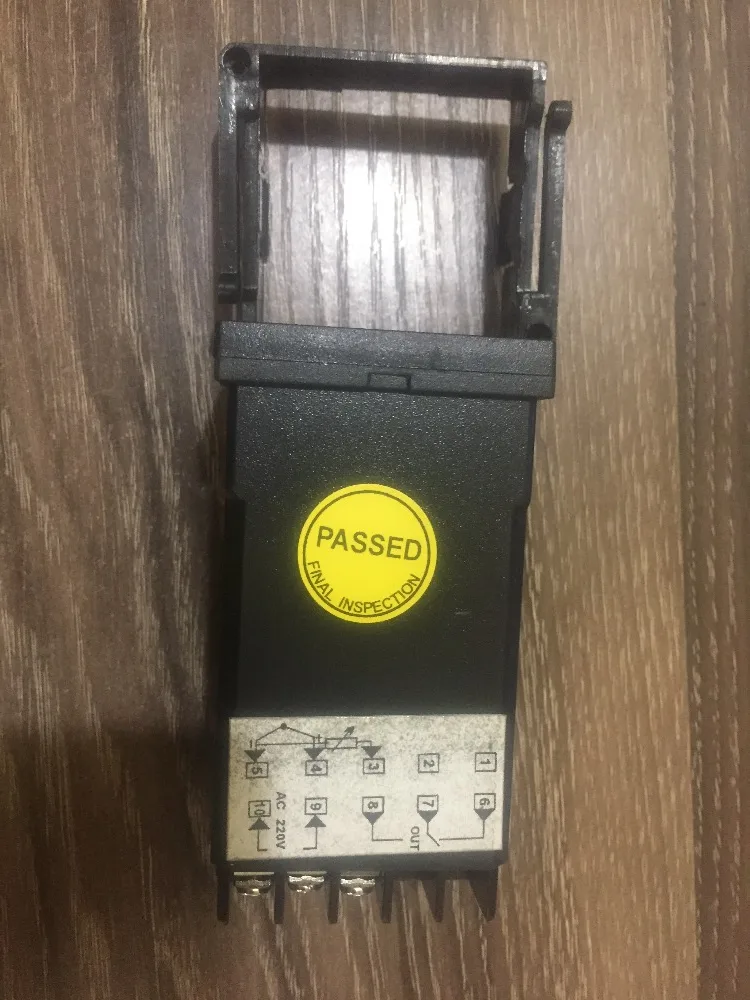 PASSED
FINAL INSPECTION
5 4 3 2 1
10 9 8 7 6
AC 220V
OUT